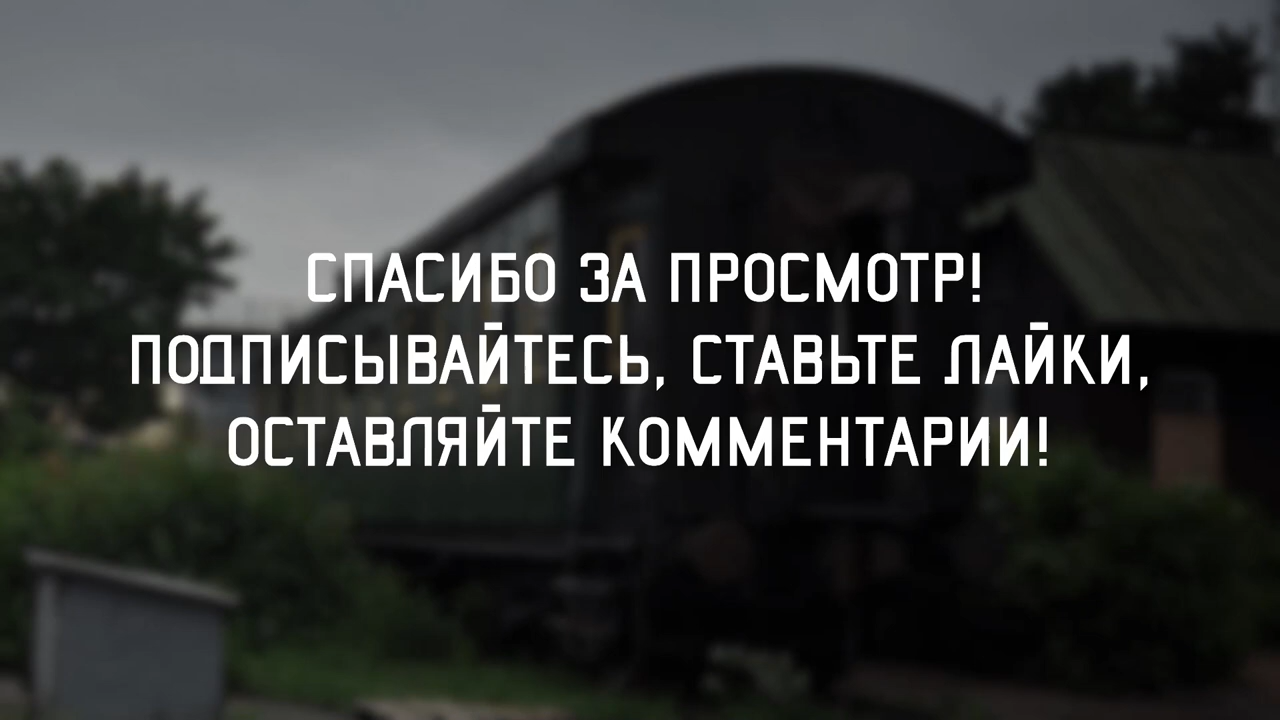 СПАСИБО ЗА ПРОСМОТР!
ПОДПИСЫВАЙТЕСЬ, СТАВЬТЕ ЛАЙКИ,
ОСТАВЛЯЙТЕ КОММЕНТАРИИ!